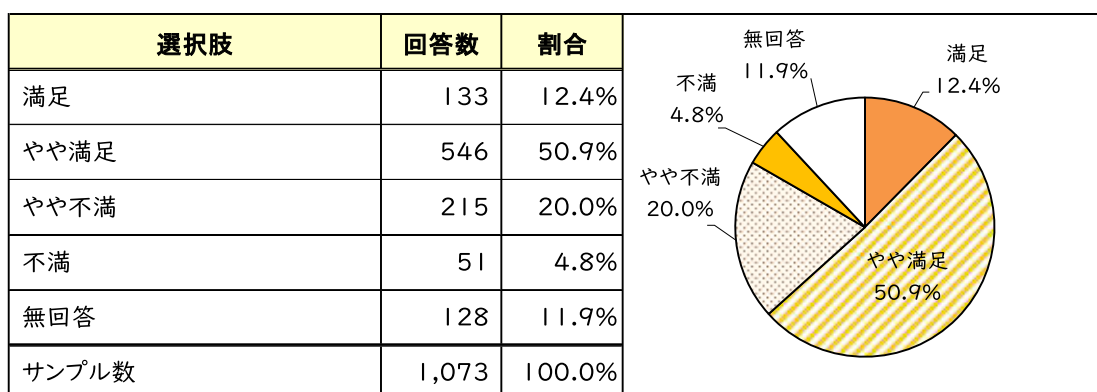 選択肢 回答数 割合
満足 133 12.4%
やや満足 546 50.9%
やや不満 215 20.0%
不満 51 4.8%
無回答 128 11.9%
サンプル数 1,073 100.0%
無回答
11.9%
満足
12.4%
不満
4.8%
やや不満
20.0%
やや満足
50.9%